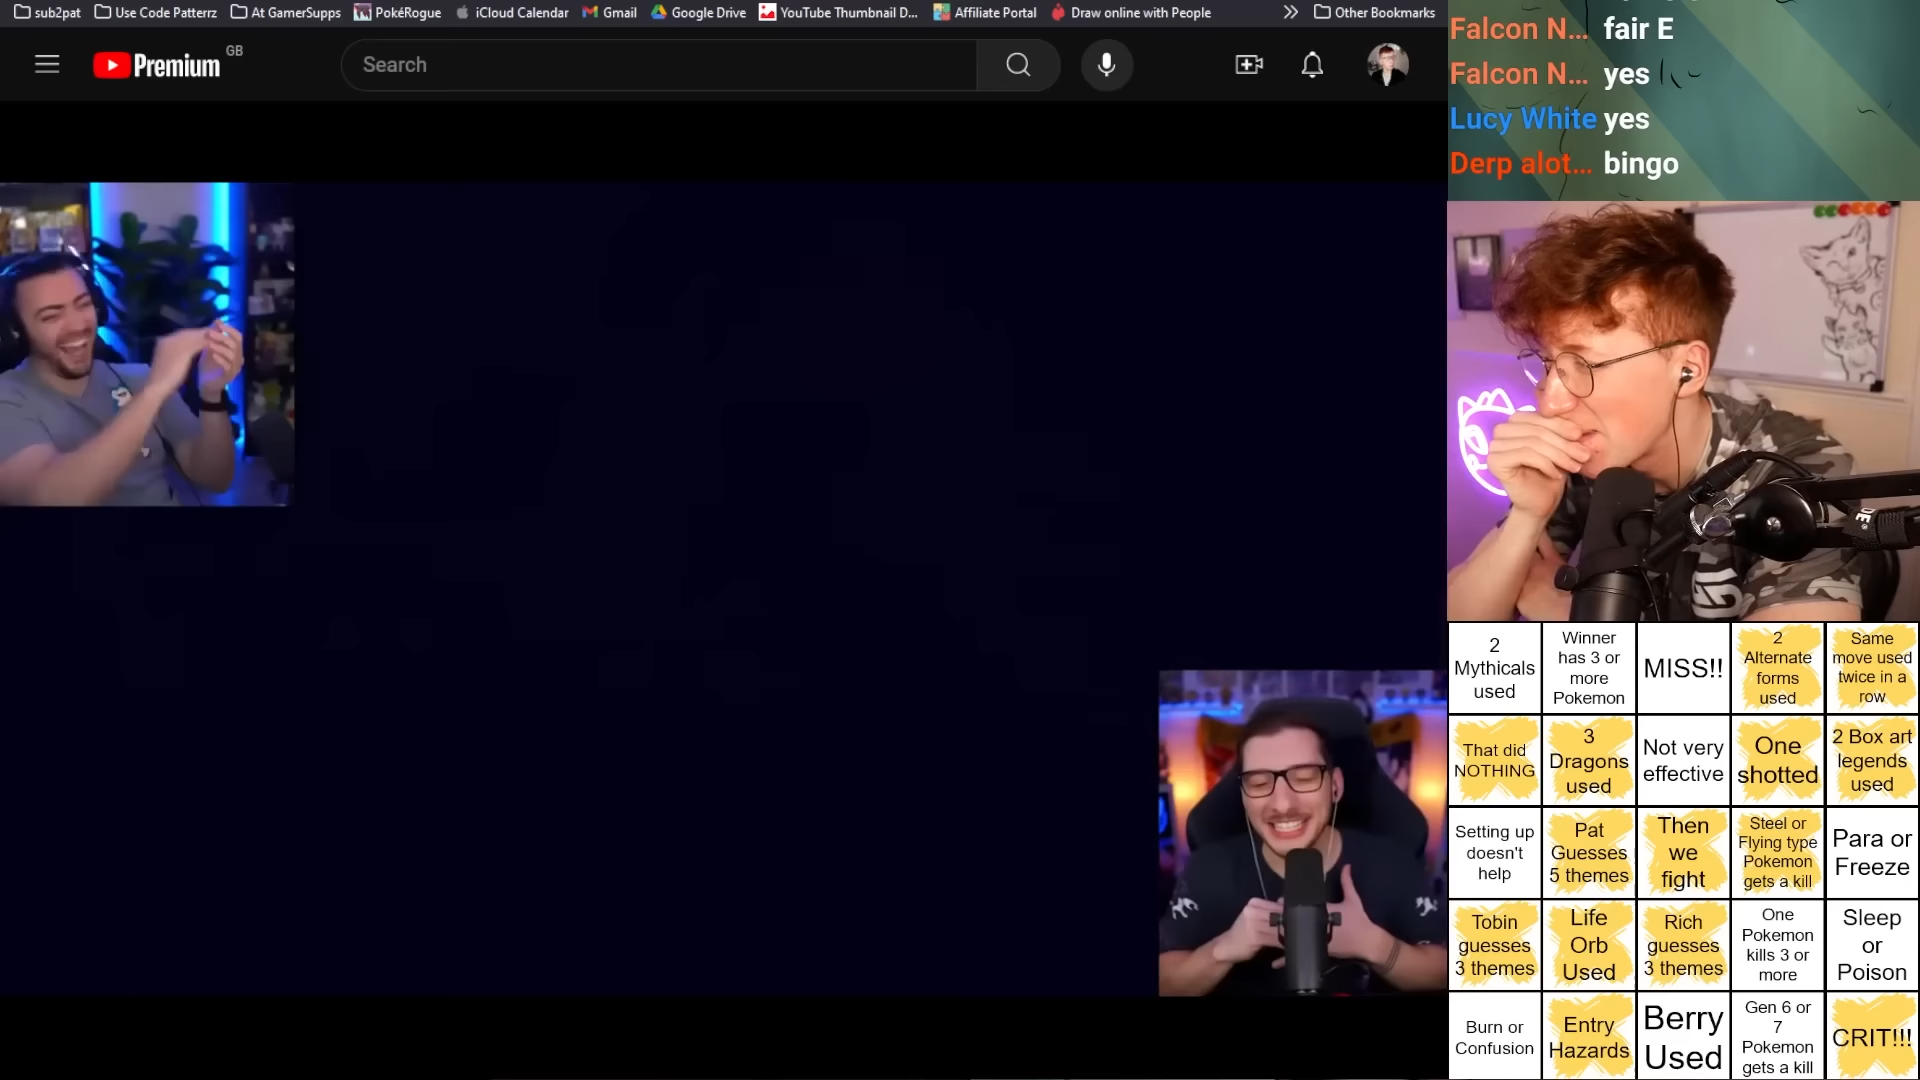 sub2pat Use Code Patterrz At GamerSupps PokéRogue iCloud Calendar Gmail Google Drive YouTube Thumbnail D... Affiliate Portal Draw online with People Other Bookmarks
Premium GB
Search
Falcon N... fair E
Falcon N... yes
Lucy White yes
Derp alot... bingo
2
Mythicals
used
Winner
has 3 or
more
Pokemon
MISS!!
2
Alternate
forms
used
Same
move used
twice in a
row
That did
NOTHING
3
Dragons
used
Not very
effective
One
shotted
2 Box art
legends
used
Setting up
doesn't
help
Pat
Guesses
5 themes
Then
we
fight
Steel or
Flying type
Pokemon
gets a kill
Para or
Freeze
Tobin
guesses
3 themes
Life
Orb
Used
Rich
guesses
3 themes
One
Pokemon
kills 3 or
more
Sleep
or
Poison
Burn or
Confusion
Entry
Hazards
Berry
Used
Gen 6 or
7
Pokemon
gets a kill
CRIT!!!